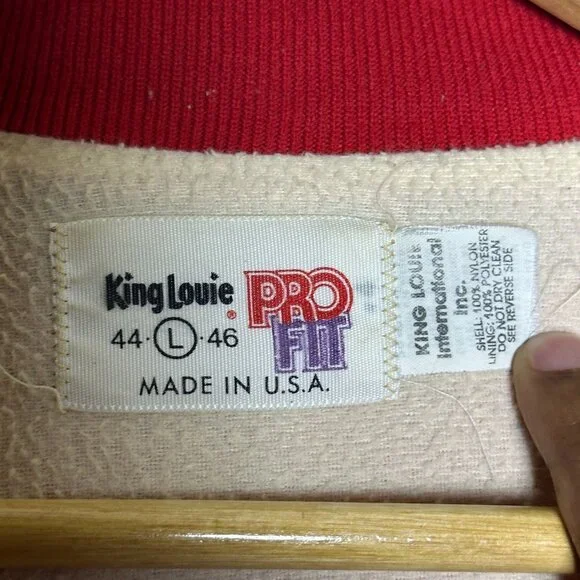 King Louie
®
PRO
FIT
44·L·46
MADE IN U.S.A.
KING LOUIE
International
Inc.
SHELL: 100% NYLON
LINING: 100% POLYESTER
DO NOT DRY CLEAN
SEE REVERSE SIDE